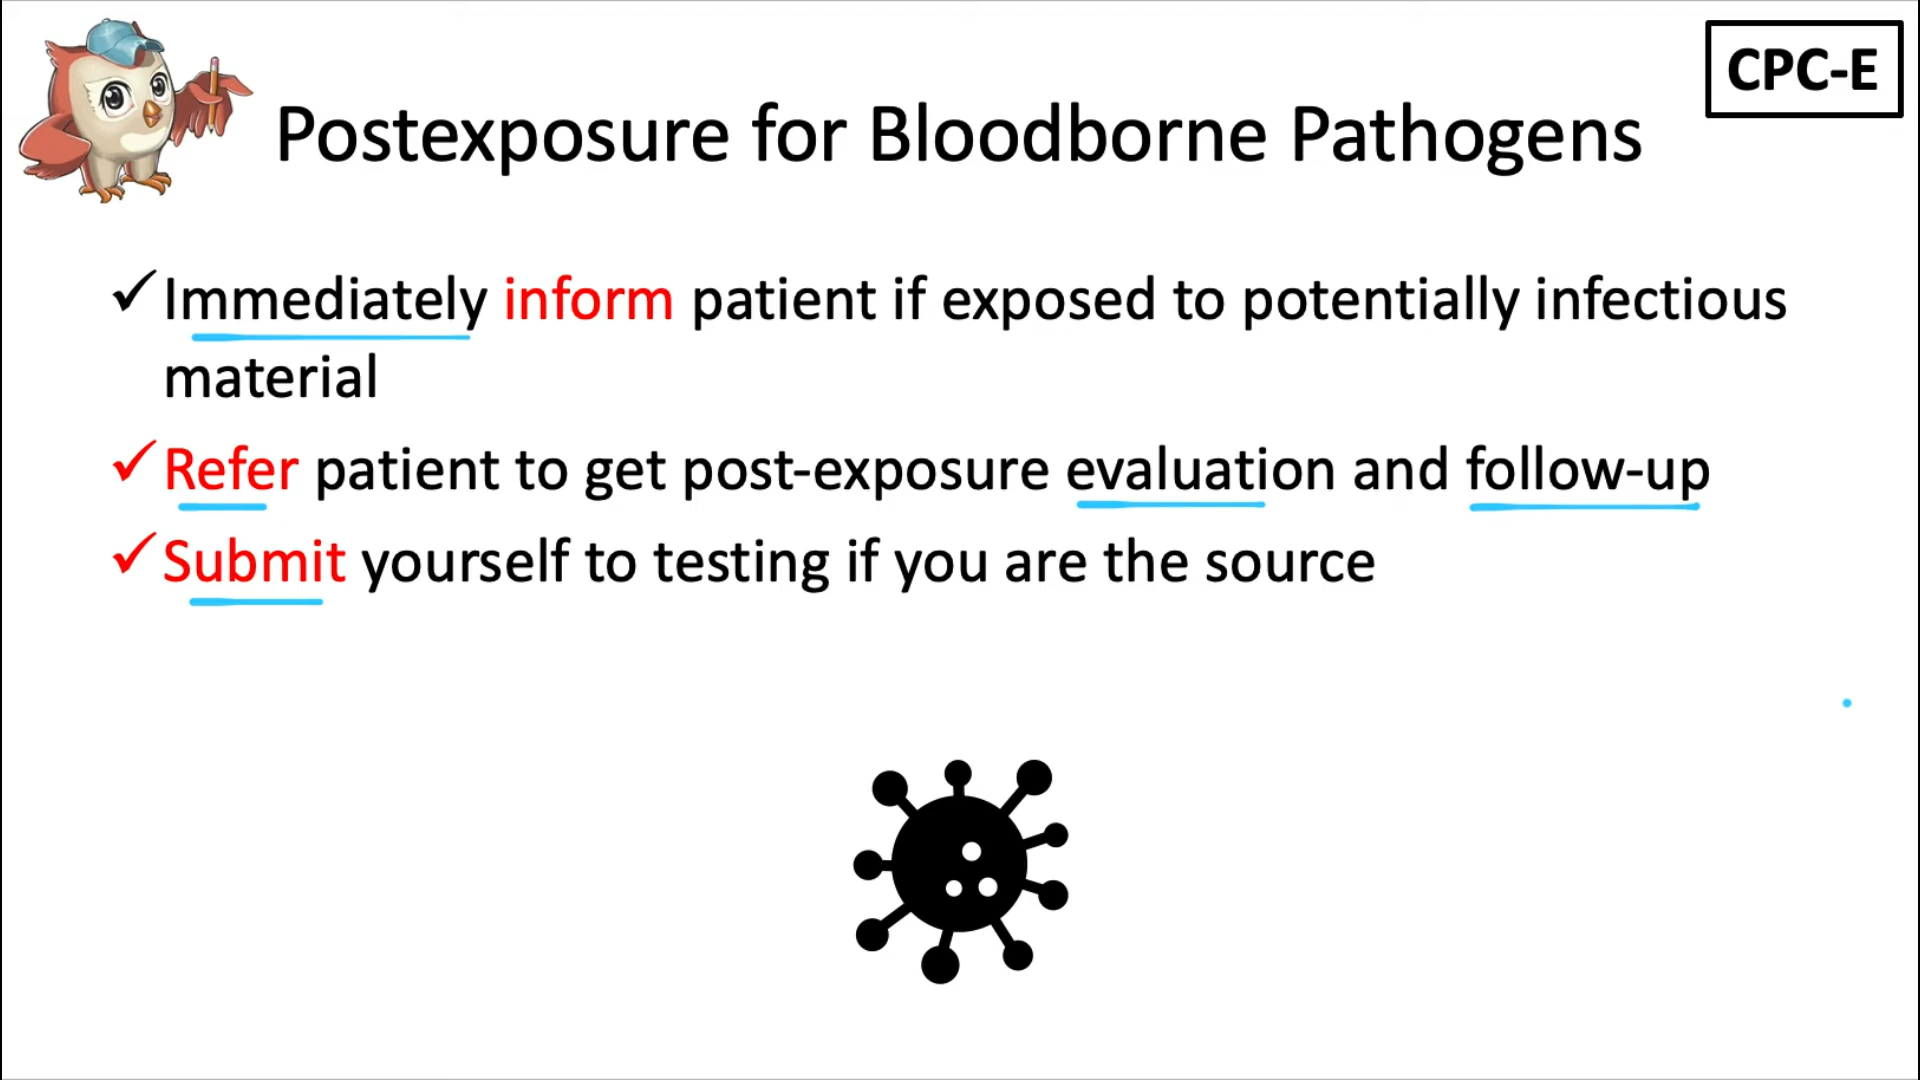 CPC-E
Postexposure for Bloodborne Pathogens
✓Immediately inform patient if exposed to potentially infectious
material
✓Refer patient to get post-exposure evaluation and follow-up
✓Submit yourself to testing if you are the source